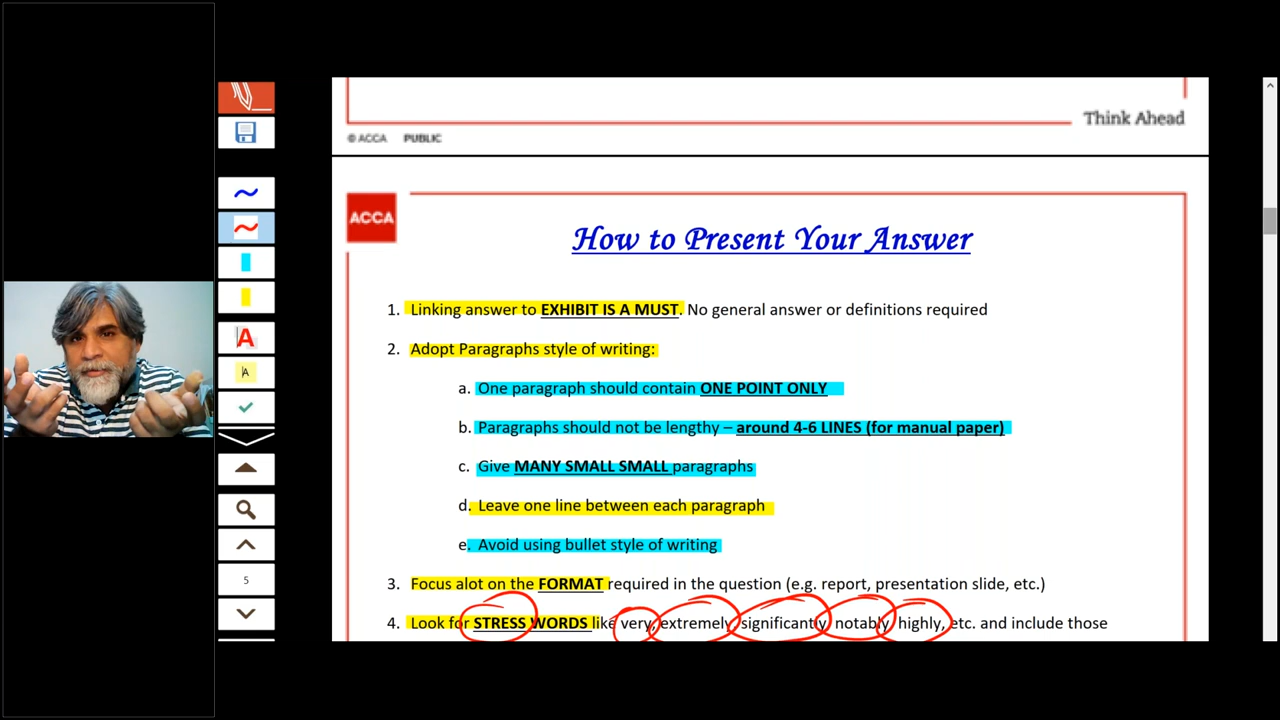 Think Ahead
© ACCA PUBLIC
ACCA
How to Present Your Answer
1. Linking answer to EXHIBIT IS A MUST. No general answer or definitions required
2. Adopt Paragraphs style of writing:
a. One paragraph should contain ONE POINT ONLY
b. Paragraphs should not be lengthy – around 4-6 LINES (for manual paper)
c. Give MANY SMALL SMALL paragraphs
d. Leave one line between each paragraph
e. Avoid using bullet style of writing
3. Focus alot on the FORMAT required in the question (e.g. report, presentation slide, etc.)
4. Look for STRESS WORDS like very, extremely, significantly, notably, highly, etc. and include those
A
A
5